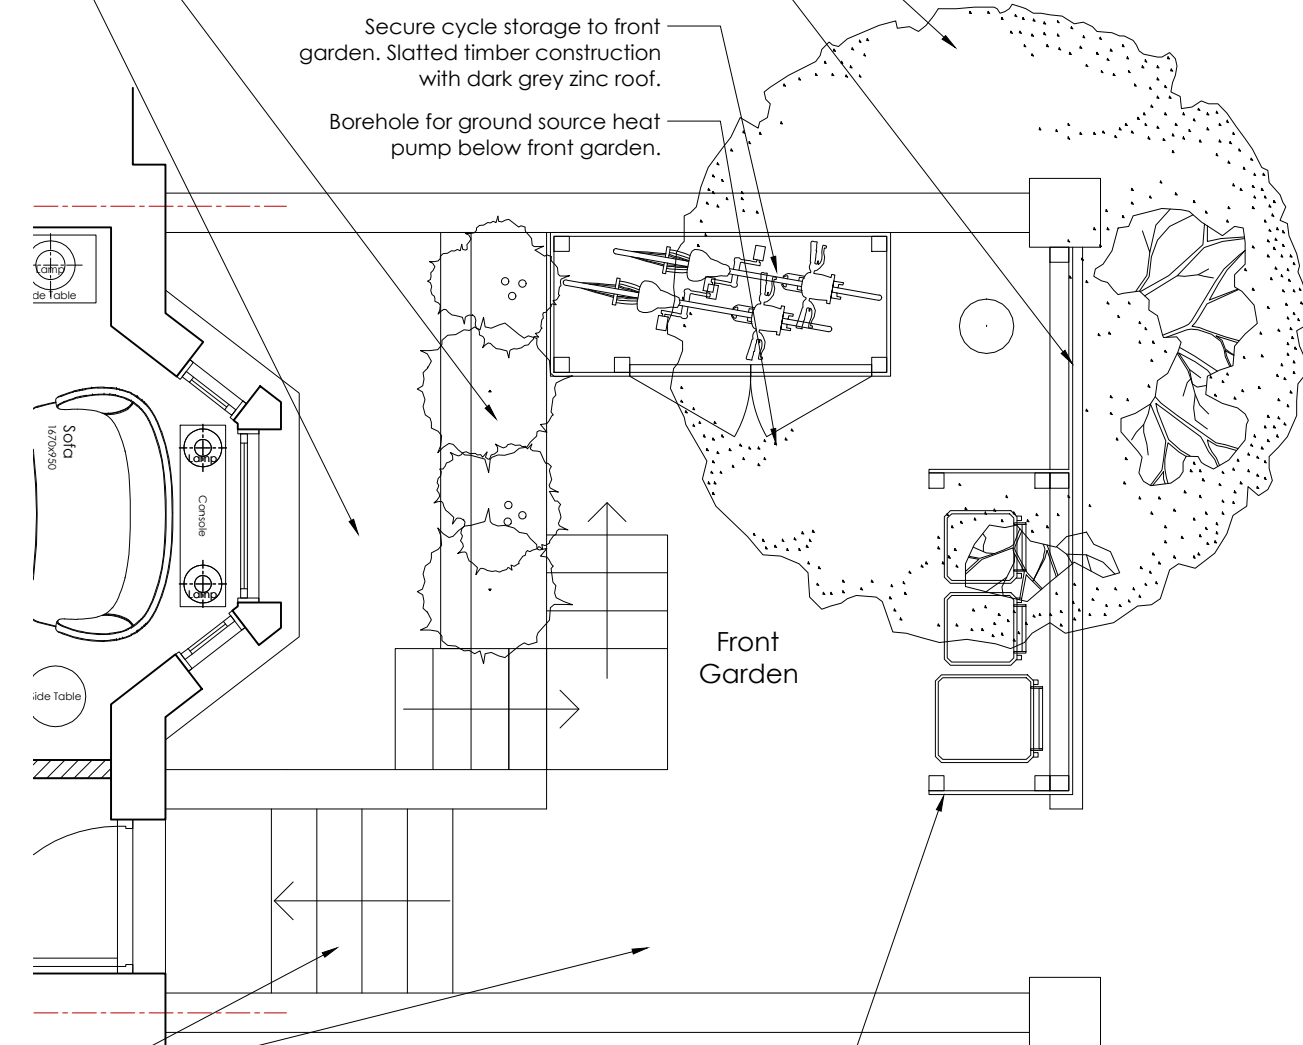 Secure cycle storage to front
garden. Slatted timber construction
with dark grey zinc roof.
Borehole for ground source heat
pump below front garden.
Lamp
de Table
Sofa
1670x950
Lamp
Console
Lamp
Side Table
Front
Garden